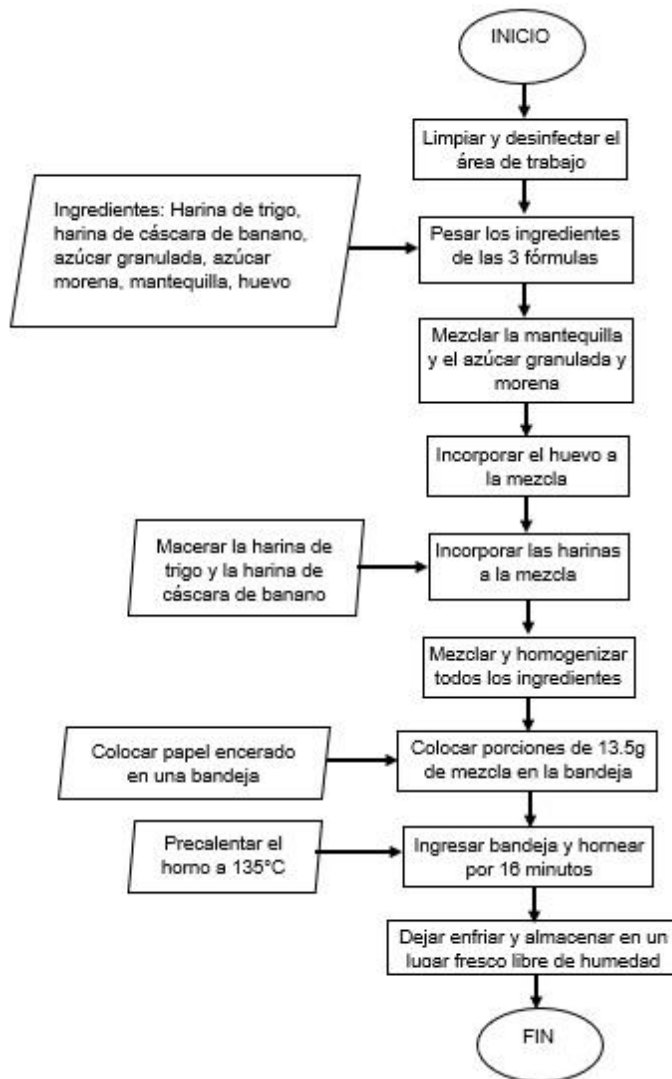 INICIO
Limpiar y desinfectar el
área de trabajo
Ingredientes: Harina de trigo,
harina de cáscara de banano,
azúcar granulada, azúcar
morena, mantequilla, huevo
Pesar los ingredientes
de las 3 fórmulas
Mezclar la mantequilla
y el azúcar granulada y
morena
Incorporar el huevo a
la mezcla
Macerar la harina de
trigo y la harina de
cáscara de banano
Incorporar las harinas
a la mezcla
Mezclar y homogenizar
todos los ingredientes
Colocar papel encerado
en una bandeja
Colocar porciones de 13.5g
de mezcla en la bandeja
Precalentar el
horno a 135°C
Ingresar bandeja y hornear
por 16 minutos
Dejar enfriar y almacenar en un
lugar fresco libre de humedad
FIN